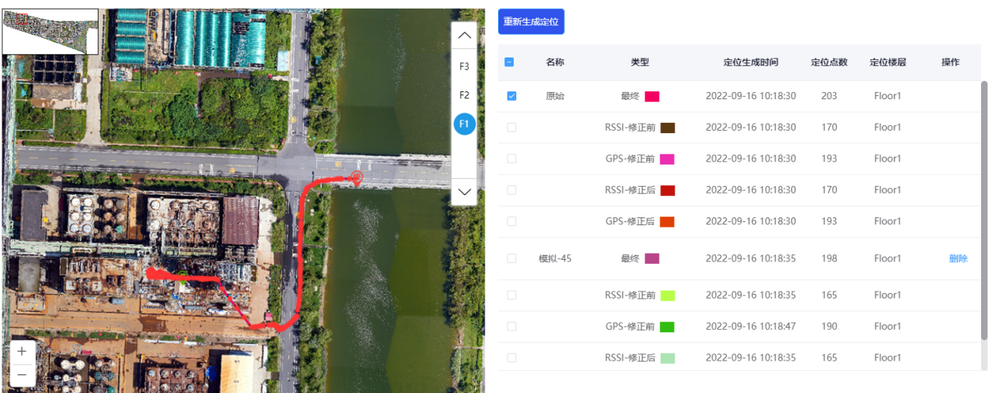 重新生成定位
名称 类型 定位生成时间 定位点数 定位楼层 操作
F3
F2
F1
原始 最终 2022-09-16 10:18:30 203 Floor1
RSSI-修正前 2022-09-16 10:18:30 170 Floor1
GPS-修正前 2022-09-16 10:18:30 193 Floor1
RSSI-修正后 2022-09-16 10:18:30 170 Floor1
GPS-修正后 2022-09-16 10:18:30 193 Floor1
模拟-45 最终 2022-09-16 10:18:35 198 Floor1 删除
RSSI-修正前 2022-09-16 10:18:35 165 Floor1
GPS-修正前 2022-09-16 10:18:47 190 Floor1
RSSI-修正后 2022-09-16 10:18:35 165 Floor1